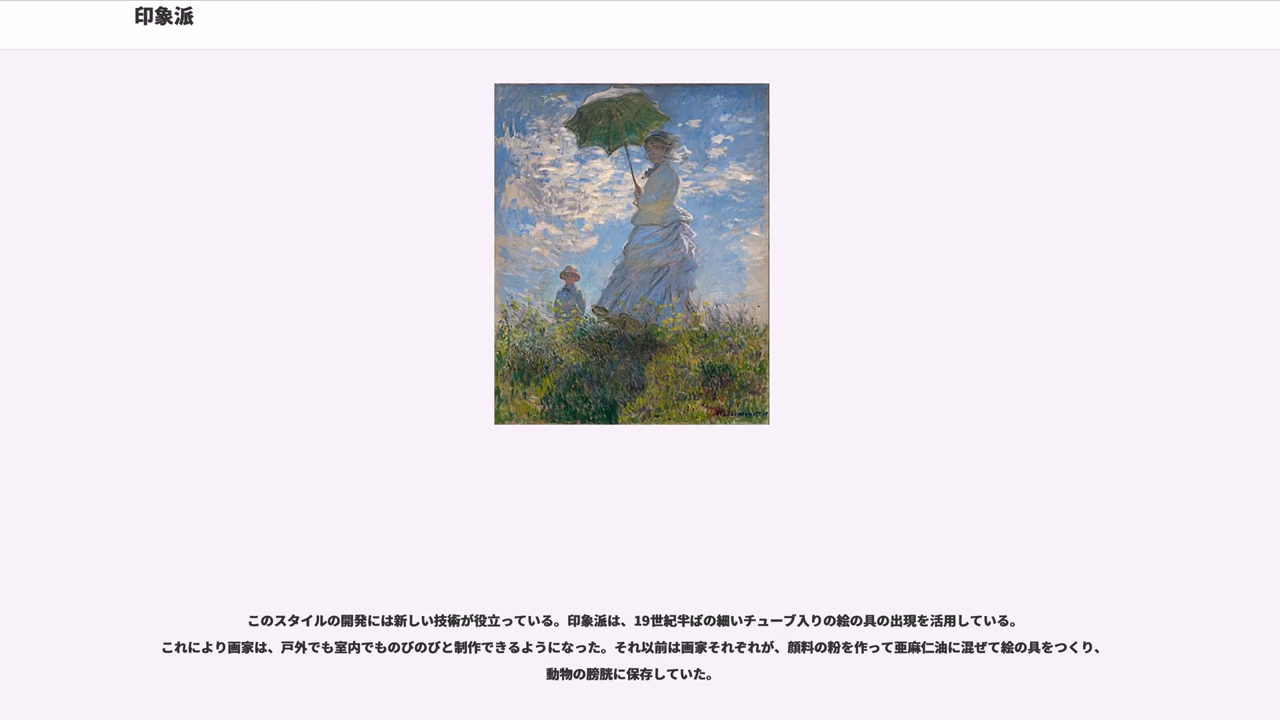 印象派
このスタイルの開発には新しい技術が役立っている。印象派は、19世紀半ばの細いチューブ入りの絵の具の出現を活用している。
これにより画家は、戸外でも室内でものびのびと制作できるようになった。それ以前は画家それぞれが、顔料の粉を作って亜麻仁油に混ぜて絵の具をつくり、
動物の膀胱に保存していた。